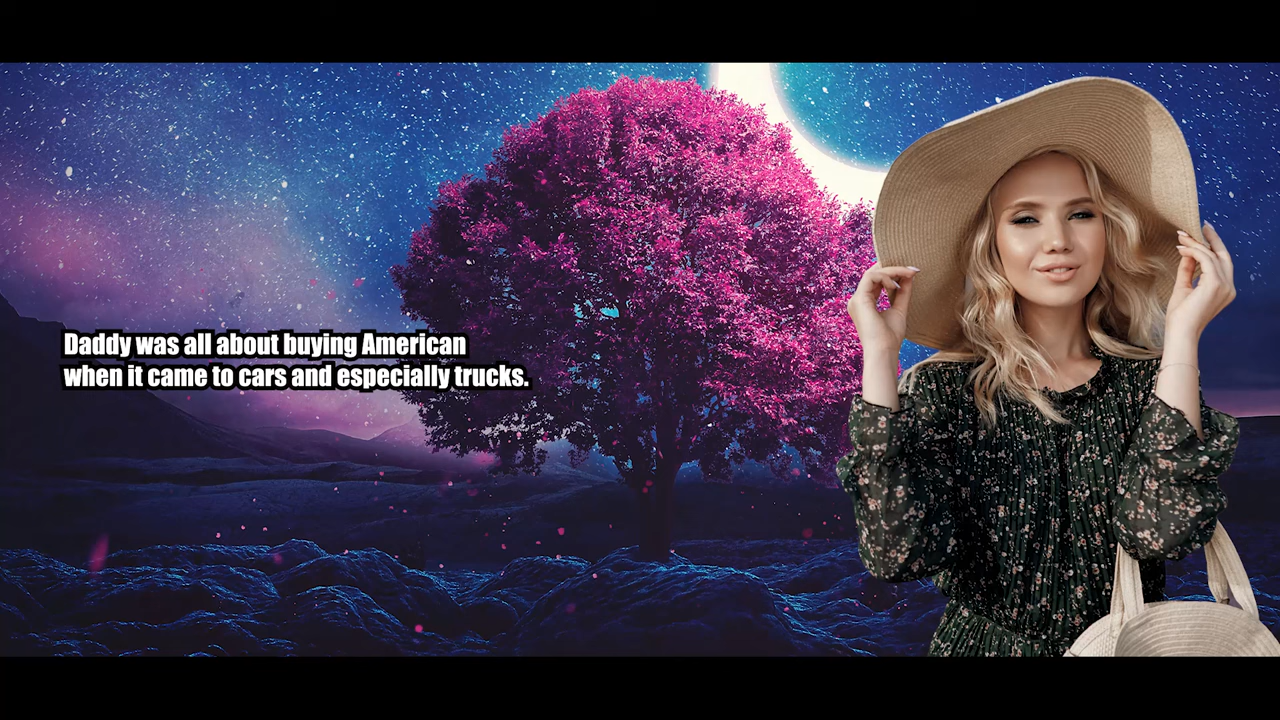 Daddy was all about buying American
when it came to cars and especially trucks.